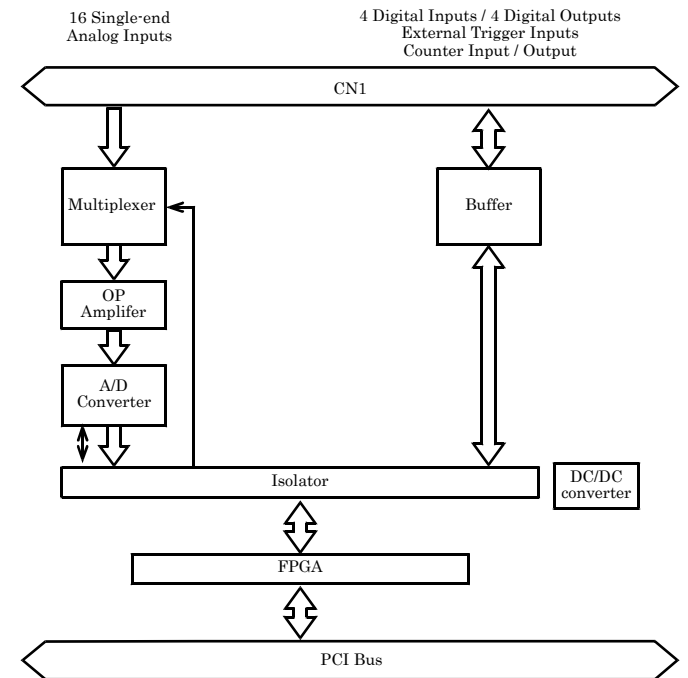 16 Single-end
Analog Inputs
4 Digital Inputs / 4 Digital Outputs
External Trigger Inputs
Counter Input / Output
CN1
Multiplexer
Buffer
OP
Amplifer
A/D
Converter
Isolator
DC/DC
converter
FPGA
PCI Bus